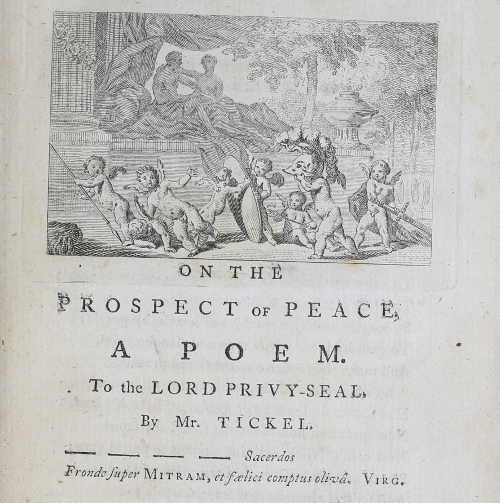 ON THE
PROSPECT OF PEACE,
A POEM.
To the LORD PRIVY-SEAL.
By Mr. TICKEL.
— — — — Sacerdos
Fronde ſuper MITRAM, et fœlici comptus olivâ. VIRG.